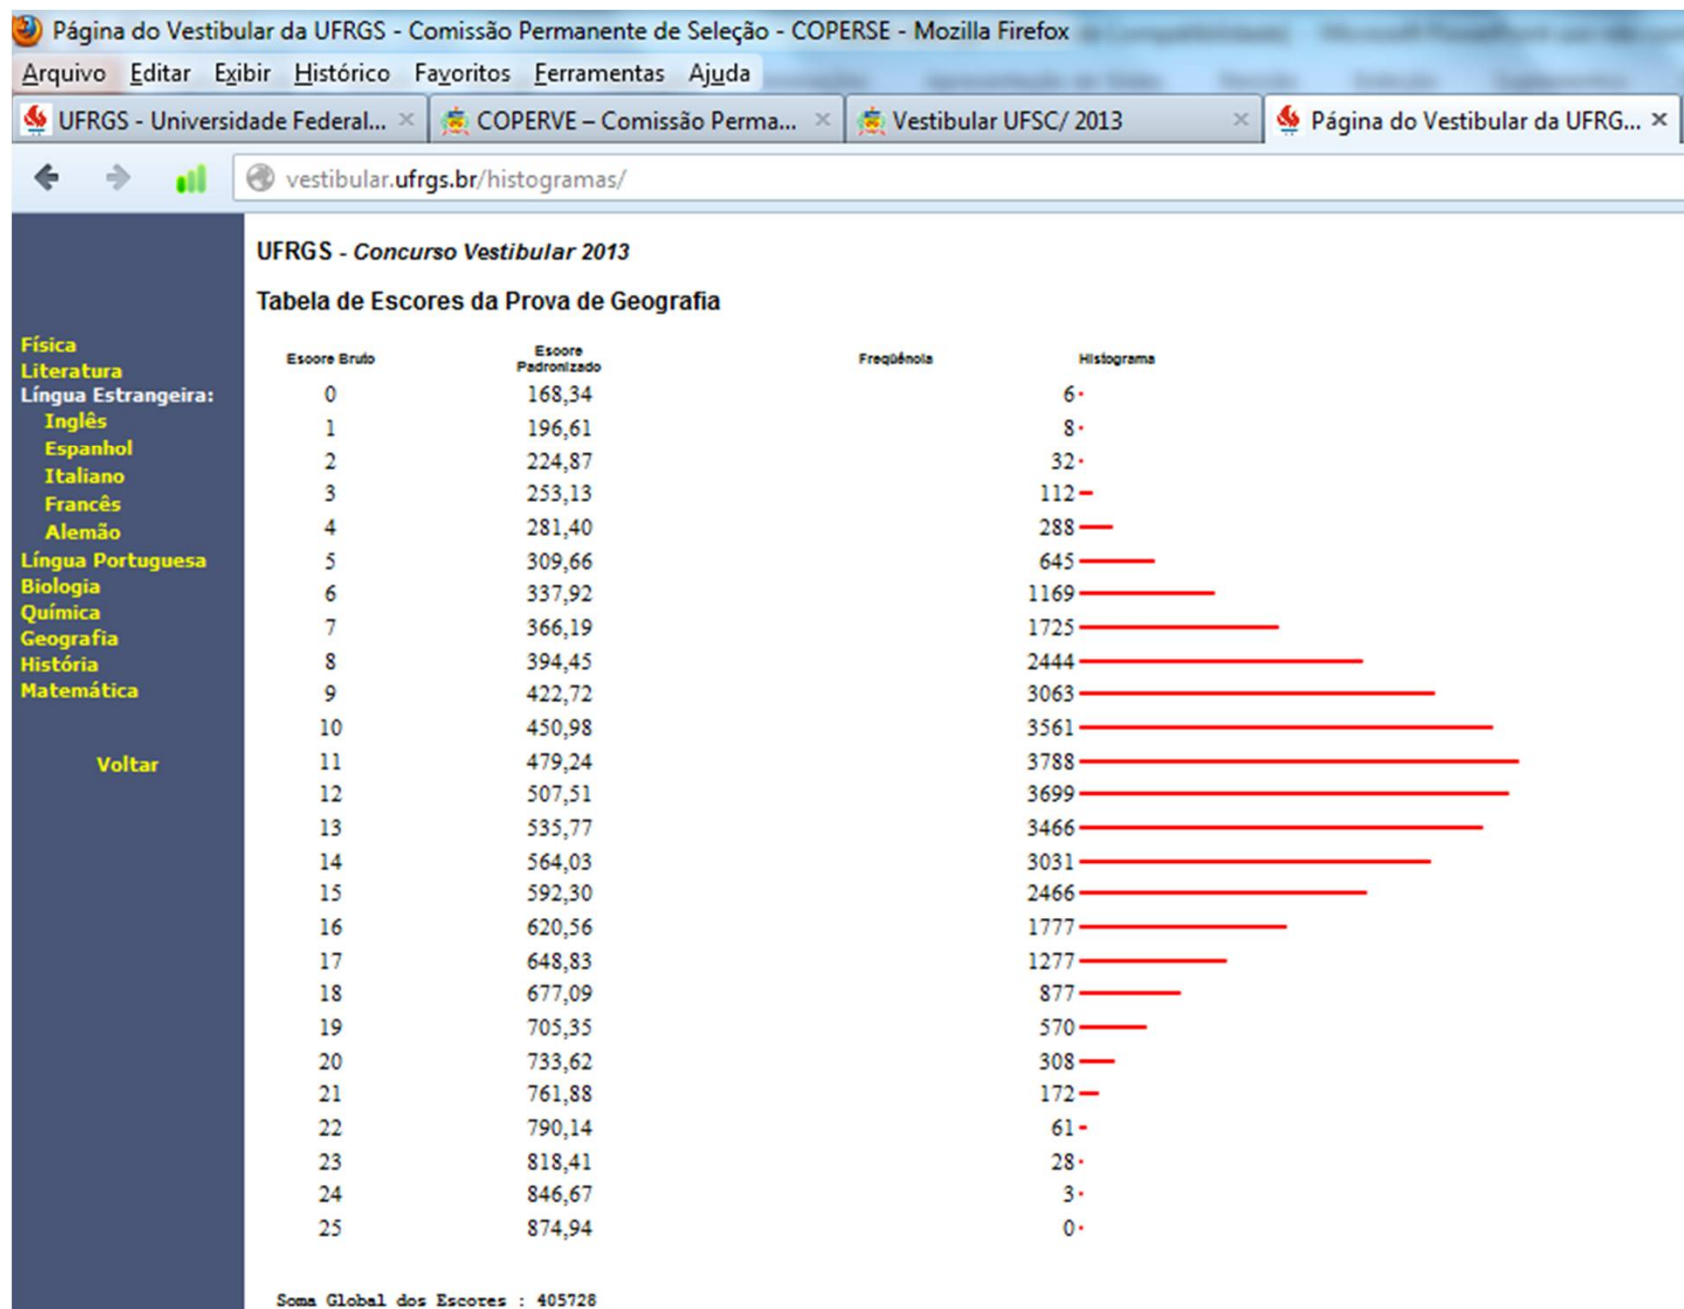 Página do Vestibular da UFRGS - Comissão Permanente de Seleção - COPERSE - Mozilla Firefox
Arquivo Editar Exibir Histórico Favoritos Ferramentas Ajuda
UFRGS - Universidade Federal... × COPERVE – Comissão Perma... × Vestibular UFSC/ 2013 × Página do Vestibular da UFRG... ×
vestibular.ufrgs.br/histogramas/
UFRGS - Concurso Vestibular 2013
Tabela de Escores da Prova de Geografia
Física
Literatura
Língua Estrangeira:
Inglês
Espanhol
Italiano
Francês
Alemão
Língua Portuguesa
Biologia
Química
Geografia
História
Matemática
Voltar
Escore Bruto Escore Padronizado Freqüência Histograma
0 168,34 6
1 196,61 8
2 224,87 32
3 253,13 112
4 281,40 288
5 309,66 645
6 337,92 1169
7 366,19 1725
8 394,45 2444
9 422,72 3063
10 450,98 3561
11 479,24 3788
12 507,51 3699
13 535,77 3466
14 564,03 3031
15 592,30 2466
16 620,56 1777
17 648,83 1277
18 677,09 877
19 705,35 570
20 733,62 308
21 761,88 172
22 790,14 61
23 818,41 28
24 846,67 3
25 874,94 0
Soma Global dos Escores : 405728